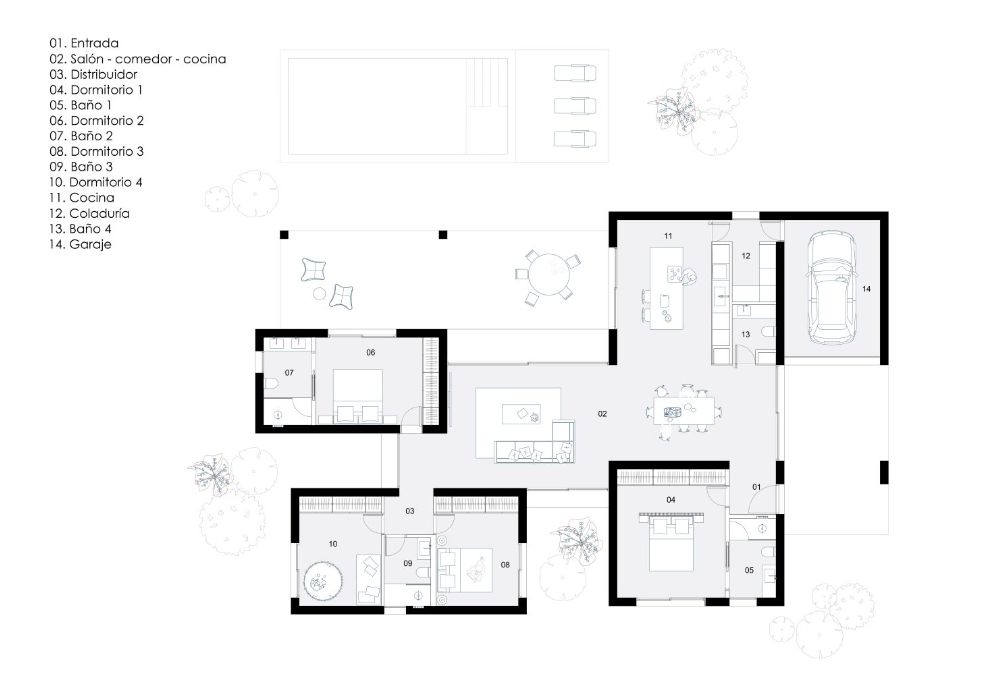 01. Entrada
02. Salón - comedor - cocina
03. Distribuidor
04. Dormitorio 1
05. Baño 1
06. Dormitorio 2
07. Baño 2
08. Dormitorio 3
09. Baño 3
10. Dormitorio 4
11. Cocina
12. Coladuría
13. Baño 4
14. Garaje
11
12
14
13
06
07
02
04
01
03
10
09
08
05